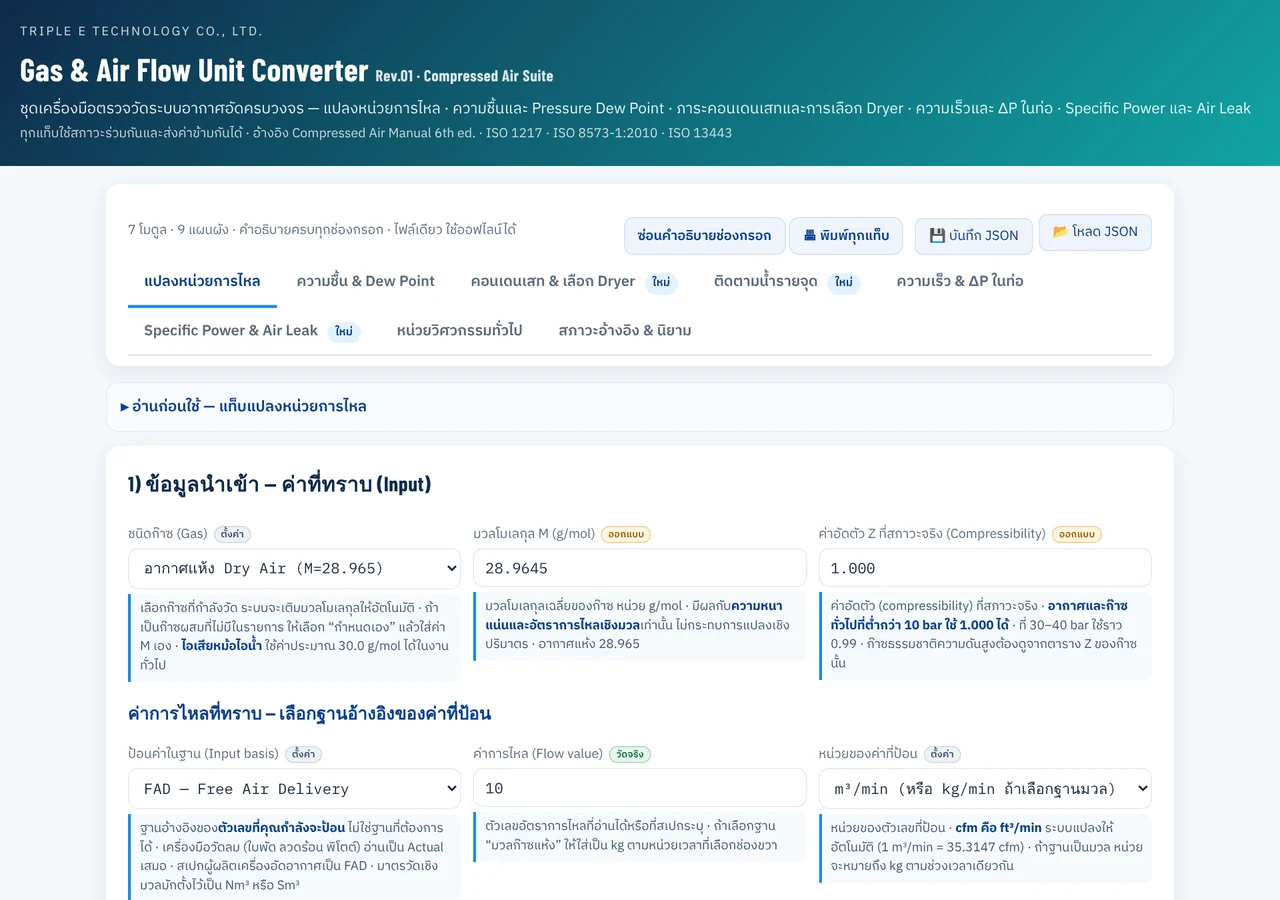 TRIPLE E TECHNOLOGY CO., LTD.
Gas & Air Flow Unit Converter Rev.01 · Compressed Air Suite
ชุดเครื่องมือตรวจวัดระบบอากาศอัดครบวงจร — แปลงหน่วยการไหล · ความชื้นและ Pressure Dew Point · ภาระคอนเดนเสทและการเลือก Dryer · ความเร็วและ ΔP ในท่อ · Specific Power และ Air Leak
ทุกแท็บใช้สภาวะร่วมกันและส่งค่าข้ามกันได้ · อ้างอิง Compressed Air Manual 6th ed. · ISO 1217 · ISO 8573-1:2010 · ISO 13443
7 โมดูล · 9 แผนผัง · คำอธิบายครบทุกช่องกรอก · ไฟล์เดียว ใช้ออฟไลน์ได้
ซ่อนคำอธิบายช่องกรอก
🖶 พิมพ์ทุกแท็บ
💾 บันทึก JSON
📂 โหลด JSON
แปลงหน่วยการไหล
ความชื้น & Dew Point
คอนเดนเสท & เลือก Dryer ใหม่
ติดตามน้ำรายจุด ใหม่
ความเร็ว & ΔP ในท่อ
Specific Power & Air Leak ใหม่
หน่วยวิศวกรรมทั่วไป
สภาวะอ้างอิง & นิยาม
▸ อ่านก่อนใช้ — แท็บแปลงหน่วยการไหล
1) ข้อมูลนำเข้า – ค่าที่ทราบ (Input)
ชนิดก๊าซ (Gas) ตั้งค่า
อากาศแห้ง Dry Air (M=28.965)
เลือกก๊าซที่กำลังวัด ระบบจะเติมมวลโมเลกุลให้อัตโนมัติ · ถ้า
เป็นก๊าซผสมที่ไม่มีในรายการ ให้เลือก “กำหนดเอง” แล้วใส่ค่า
M เอง · ไอเสียหม้อไอน้ำ ใช้ค่าประมาณ 30.0 g/mol ได้ในงาน
ทั่วไป
มวลโมเลกุล M (g/mol) ออกแบบ
28.9645
มวลโมเลกุลเฉลี่ยของก๊าซ หน่วย g/mol · มีผลกับความหนา
แน่นและอัตราการไหลเชิงมวลเท่านั้น ไม่กระทบการแปลงเชิง
ปริมาตร · อากาศแห้ง 28.965
ค่าอัดตัว Z ที่สภาวะจริง (Compressibility) ออกแบบ
1.000
ค่าอัดตัว (compressibility) ที่สภาวะจริง · อากาศและก๊าซ
ทั่วไปที่ต่ำกว่า 10 bar ใช้ 1.000 ได้ · ที่ 30–40 bar ใช้ราว
0.99 · ก๊าซธรรมชาติความดันสูงต้องดูจากตาราง Z ของก๊าซ
นั้น
ค่าการไหลที่ทราบ – เลือกฐานอ้างอิงของค่าที่ป้อน
ป้อนค่าในฐาน (Input basis) ตั้งค่า
FAD — Free Air Delivery
ฐานอ้างอิงของตัวเลขที่คุณกำลังจะป้อน ไม่ใช่ฐานที่ต้องการ
ได้ · เครื่องมือวัดลม (ใบพัด ลวดร้อน พิโตต์) อ่านเป็น Actual
เสมอ · สเปกผู้ผลิตเครื่องอัดอากาศเป็น FAD · มาตรวัดเชิง
มวลมักตั้งไว้เป็น Nm³ หรือ Sm³
ค่าการไหล (Flow value) วัดจริง
10
ตัวเลขอัตราการไหลที่อ่านได้หรือที่สเปกระบุ · ถ้าเลือกฐาน
“มวลก๊าซแห้ง” ให้ใส่เป็น kg ตามหน่วยเวลาที่เลือกช่องขวา
หน่วยของค่าที่ป้อน ตั้งค่า
m³/min (หรือ kg/min ถ้าเลือกฐานมวล)
หน่วยของตัวเลขที่ป้อน · cfm คือ ft³/min ระบบแปลงให้
อัตโนมัติ (1 m³/min = 35.3147 cfm) · ถ้าฐานเป็นมวล หน่วย
จะหมายถึง kg ตามช่วงเวลาเดียวกัน